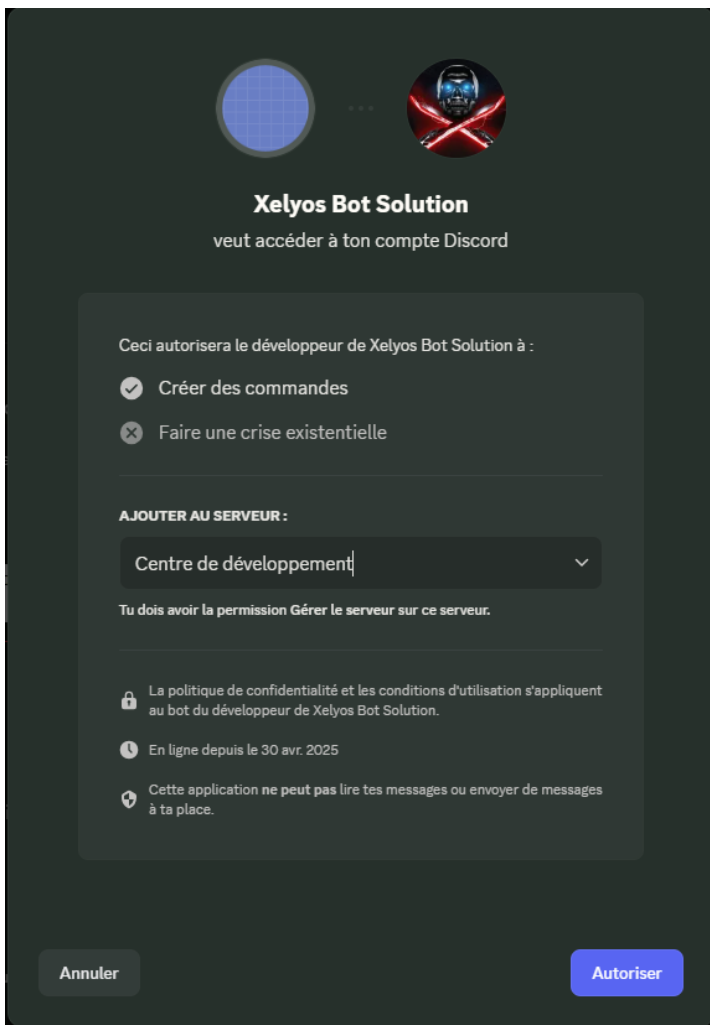 Xelyos Bot Solution
veut accéder à ton compte Discord
Ceci autorisera le développeur de Xelyos Bot Solution à :
Créer des commandes
Faire une crise existentielle
AJOUTER AU SERVEUR :
Centre de développement
Tu dois avoir la permission Gérer le serveur sur ce serveur.
La politique de confidentialité et les conditions d'utilisation s'appliquent
au bot du développeur de Xelyos Bot Solution.
En ligne depuis le 30 avr. 2025
Cette application ne peut pas lire tes messages ou envoyer de messages
à ta place.
Annuler
Autoriser